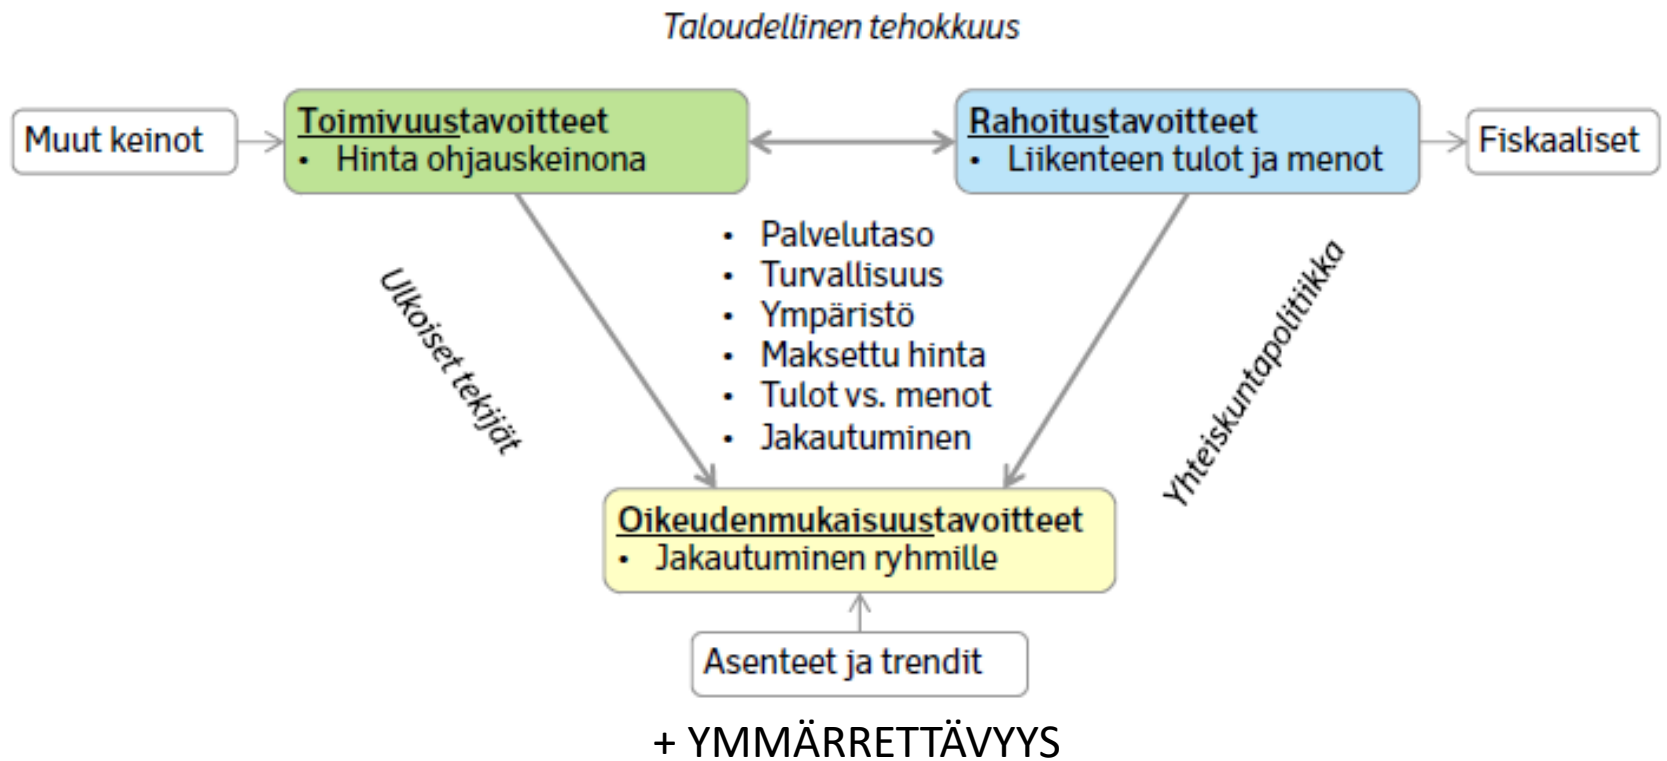 Taloudellinen tehokkuus
Muut keinot
Toimivuustavoitteet
• Hinta ohjauskeinona
Rahoitustavoitteet
• Liikenteen tulot ja menot
Fiskaaliset
• Palvelutaso
• Turvallisuus
• Ympäristö
• Maksettu hinta
• Tulot vs. menot
• Jakautuminen
Ulkoiset tekijät
Yhteiskuntapolitiikka
Oikeudenmukaisuustavoitteet
• Jakautuminen ryhmille
Asenteet ja trendit
+ YMMÄRRETTÄVYYS